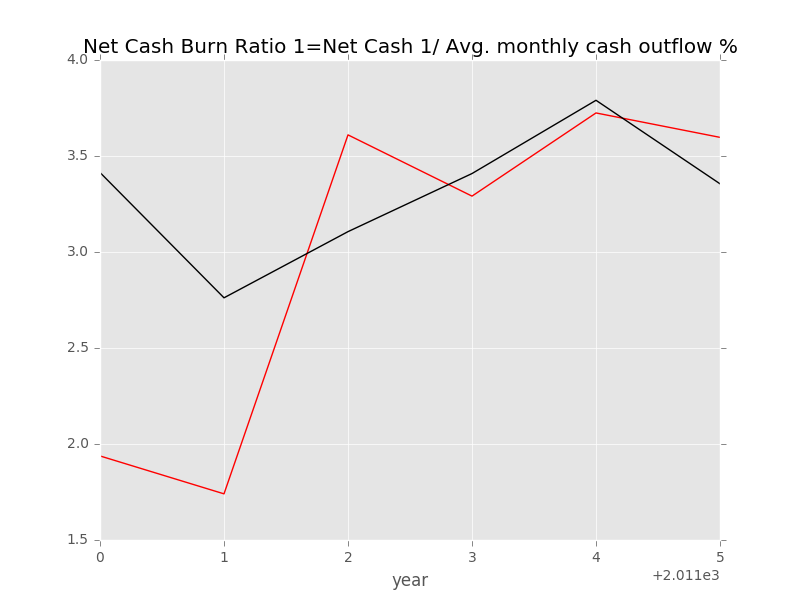 Net Cash Burn Ratio 1=Net Cash 1/ Avg. monthly cash outflow %
4.0
3.5
3.0
2.5
2.0
1.5
0 1 2 3 4 5
+2.011e3
year